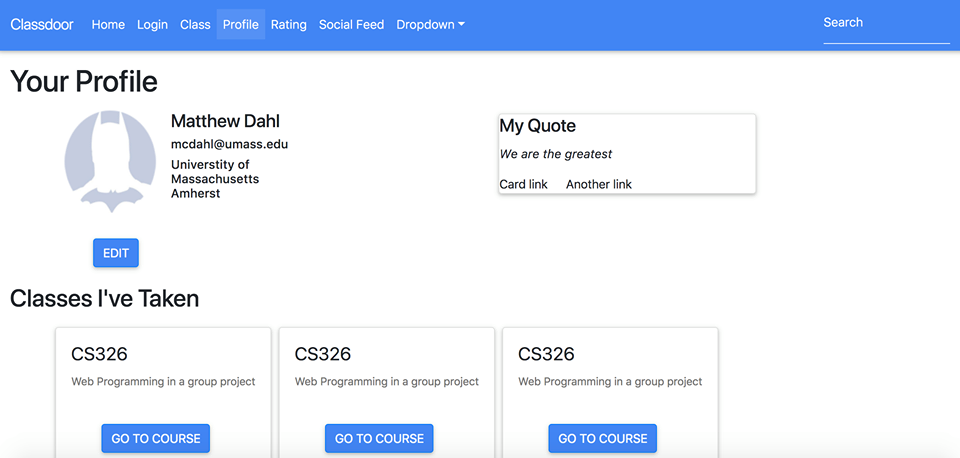 Classdoor Home Login Class Profile Rating Social Feed Dropdown Search
Your Profile
Matthew Dahl
mcdahl@umass.edu
Universtity of
Massachusetts
Amherst
EDIT
My Quote
We are the greatest
Card link Another link
Classes I've Taken
CS326
Web Programming in a group project
GO TO COURSE
CS326
Web Programming in a group project
GO TO COURSE
CS326
Web Programming in a group project
GO TO COURSE